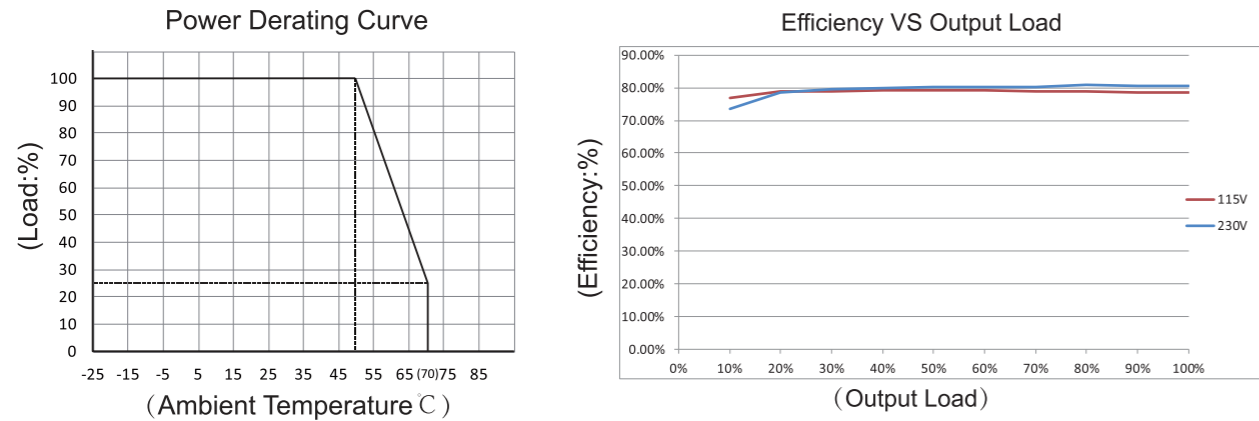 Power Derating Curve
100
90
80
70
60
50
40
30
20
10
0
(Load:%)
-25 -15 -5 5 15 25 35 45 55 65 (70) 75 85
（Ambient Temperature ℃）
Efficiency VS Output Load
90.00%
80.00%
70.00%
60.00%
50.00%
40.00%
30.00%
20.00%
10.00%
0.00%
(Efficiency:%)
0% 10% 20% 30% 40% 50% 60% 70% 80% 90% 100%
（Output Load）
115V
230V